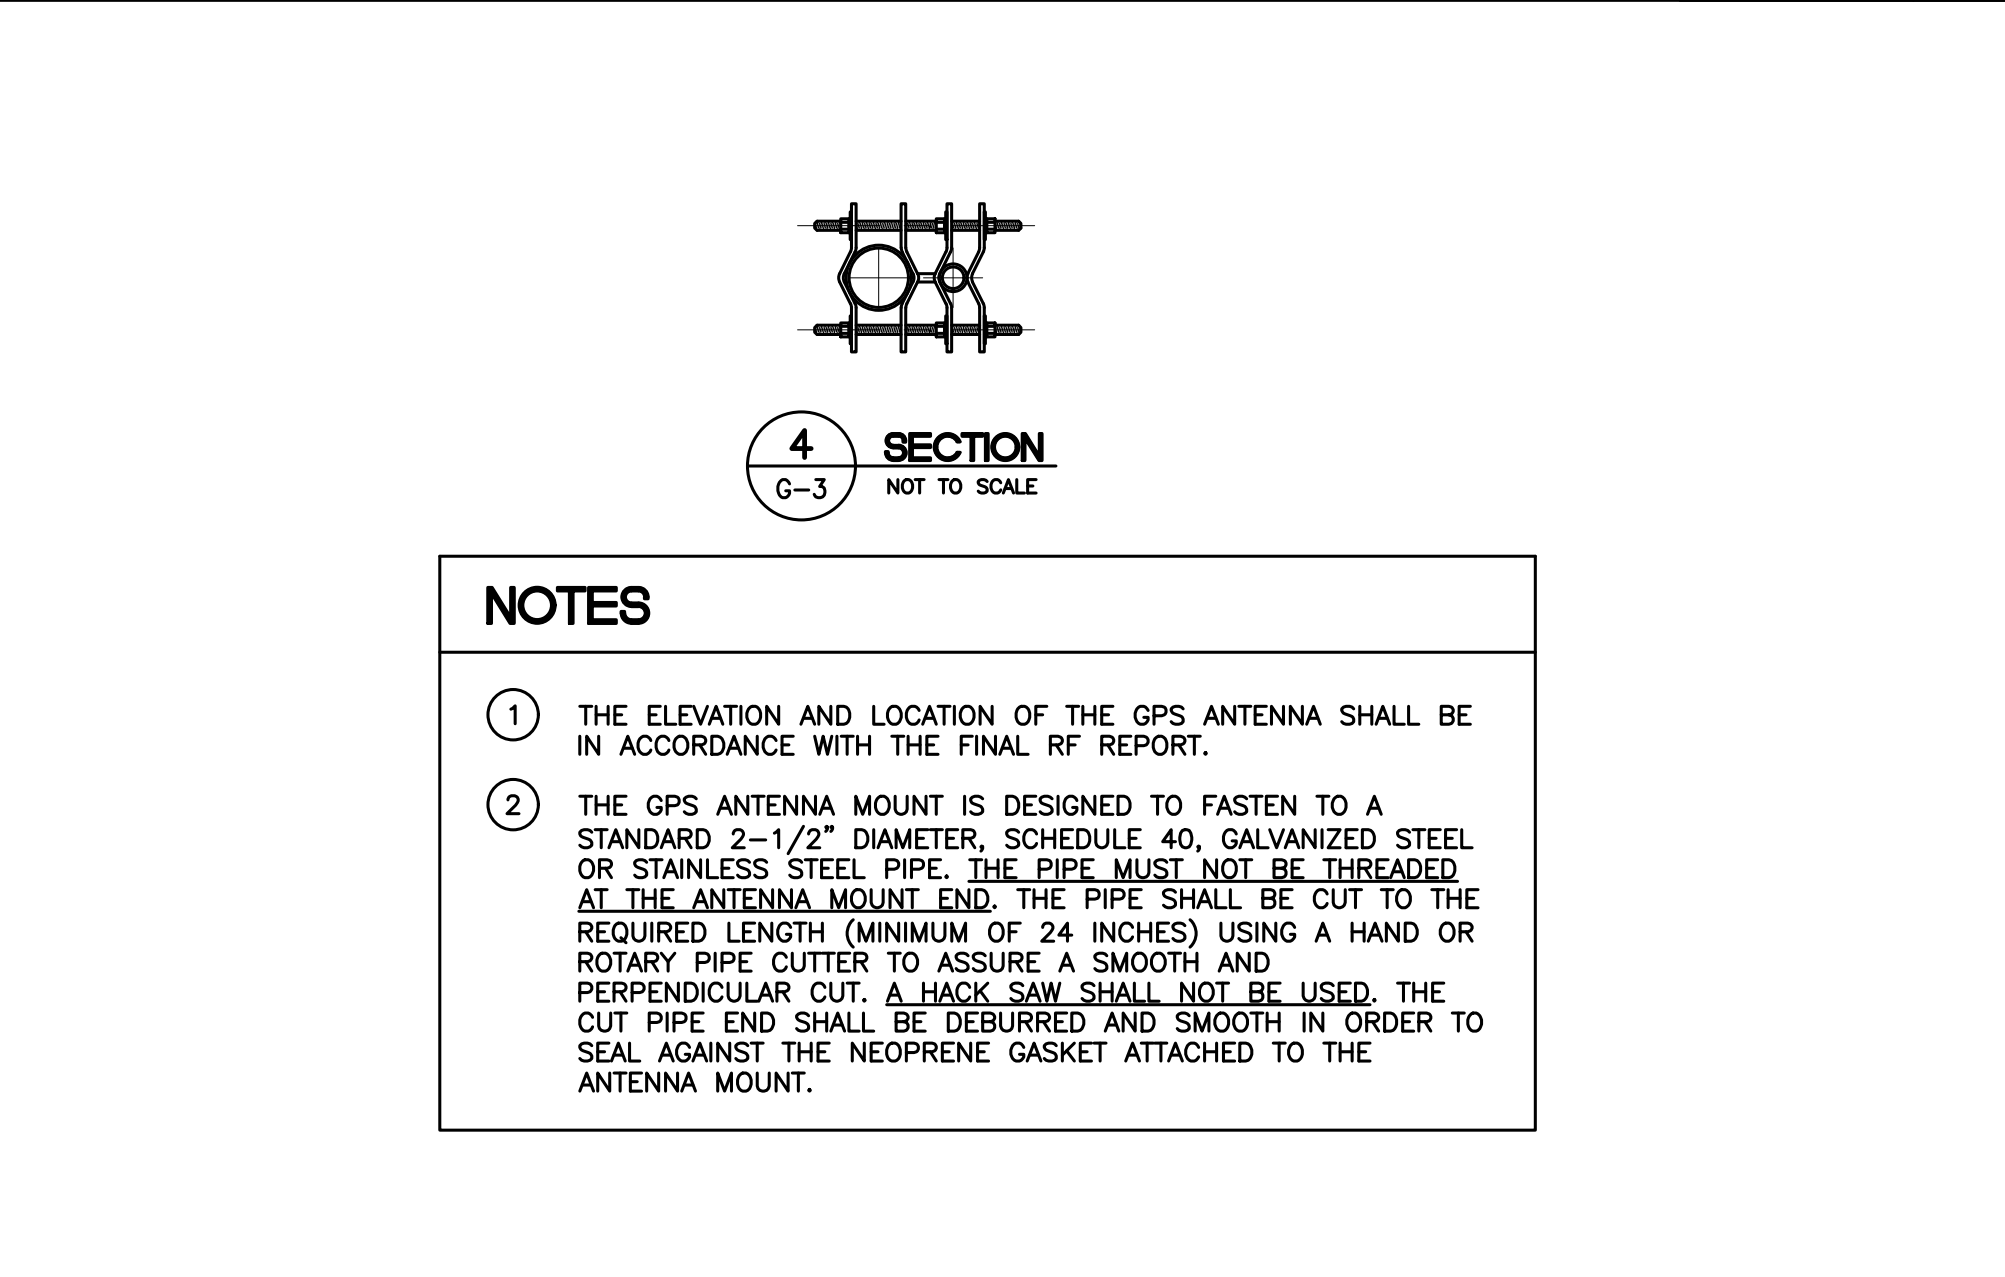 4
SECTION
G-3
NOT TO SCALE
NOTES
1
THE ELEVATION AND LOCATION OF THE GPS ANTENNA SHALL BE
IN ACCORDANCE WITH THE FINAL RF REPORT.
2
THE GPS ANTENNA MOUNT IS DESIGNED TO FASTEN TO A
STANDARD 2-1/2" DIAMETER, SCHEDULE 40, GALVANIZED STEEL
OR STAINLESS STEEL PIPE. THE PIPE MUST NOT BE THREADED
AT THE ANTENNA MOUNT END. THE PIPE SHALL BE CUT TO THE
REQUIRED LENGTH (MINIMUM OF 24 INCHES) USING A HAND OR
ROTARY PIPE CUTTER TO ASSURE A SMOOTH AND
PERPENDICULAR CUT. A HACK SAW SHALL NOT BE USED. THE
CUT PIPE END SHALL BE DEBURRED AND SMOOTH IN ORDER TO
SEAL AGAINST THE NEOPRENE GASKET ATTACHED TO THE
ANTENNA MOUNT.